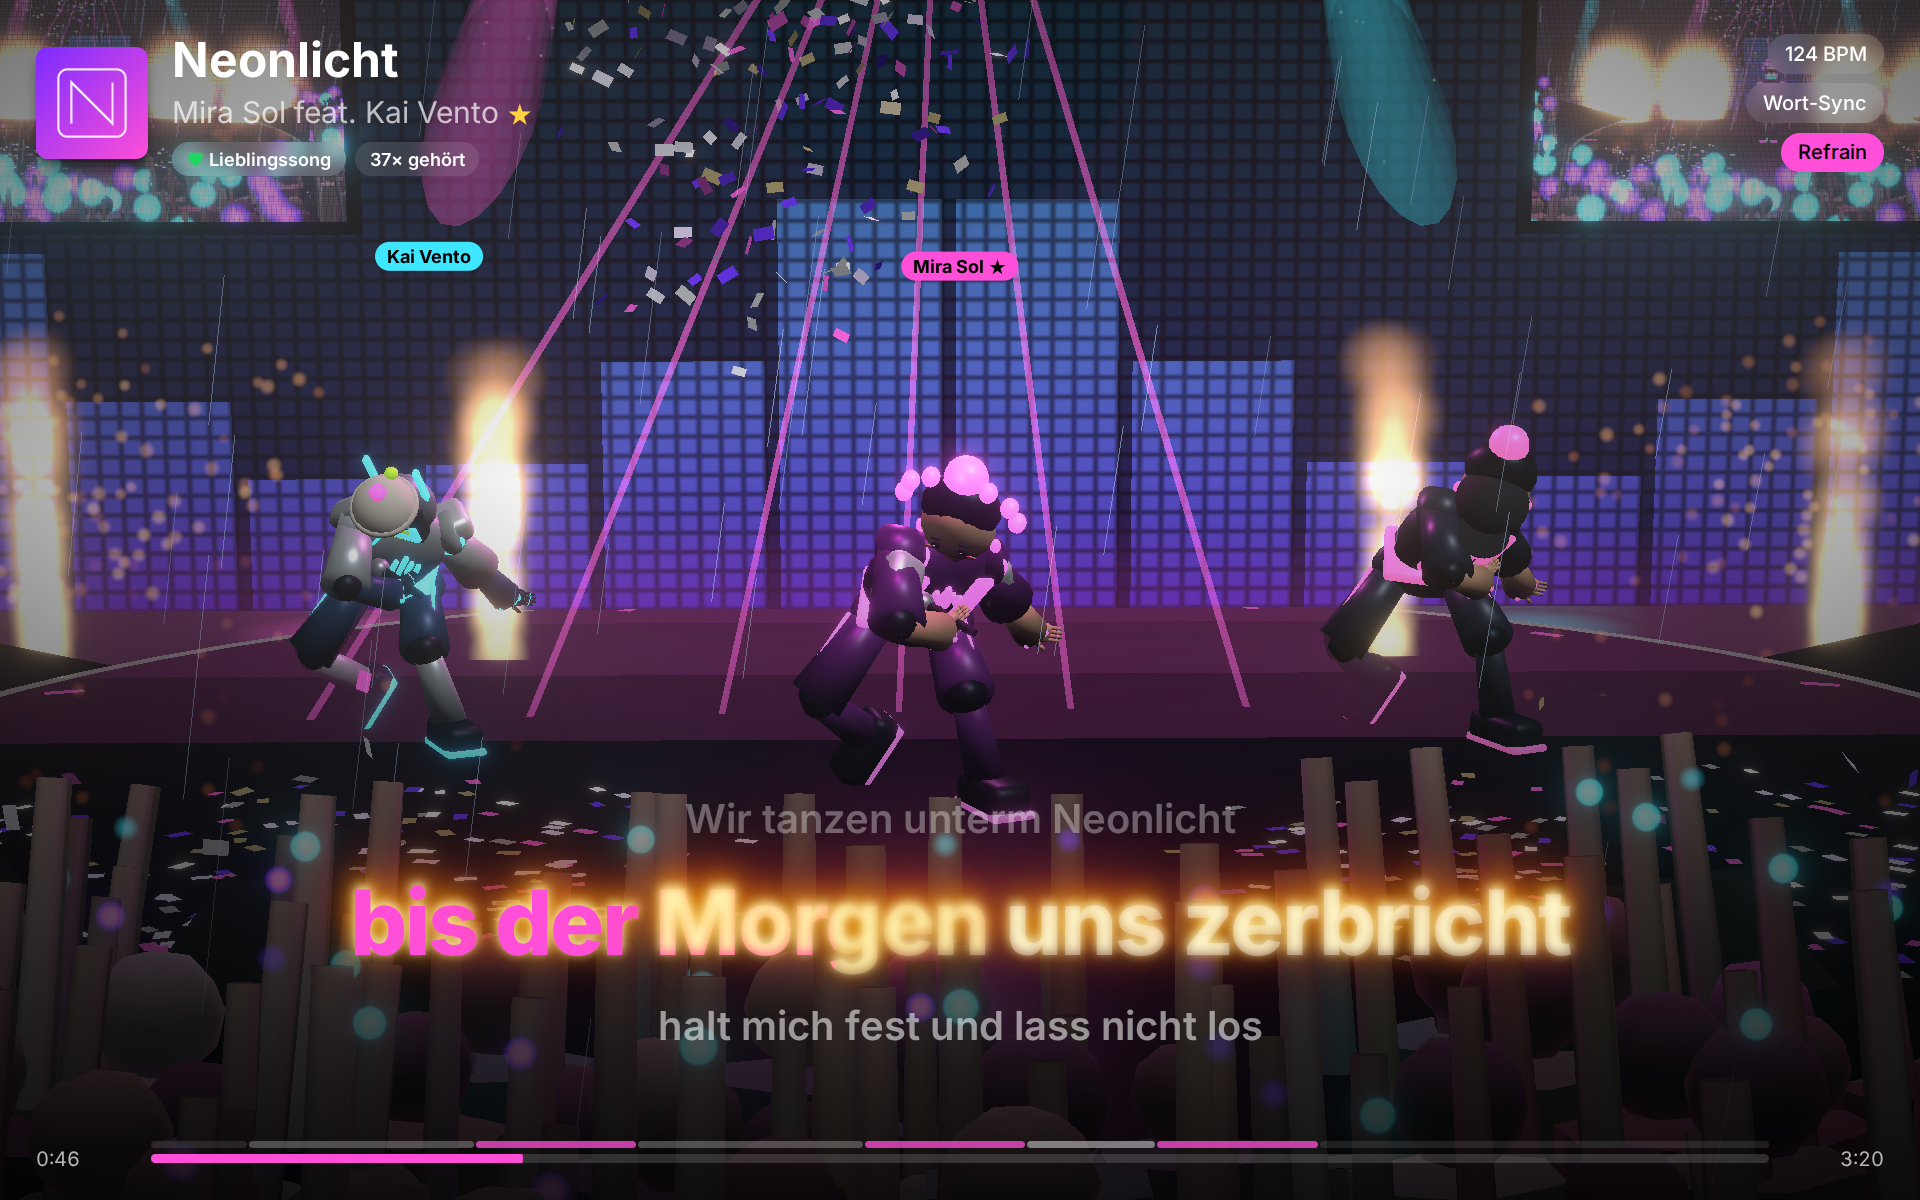 N
Neonlicht
Mira Sol feat. Kai Vento ★
Lieblingssong
37× gehört
124 BPM
Wort-Sync
Refrain
Kai Vento
Mira Sol ★
Wir tanzen unterm Neonlicht
bis der Morgen uns zerbricht
halt mich fest und lass nicht los
0:46
3:20